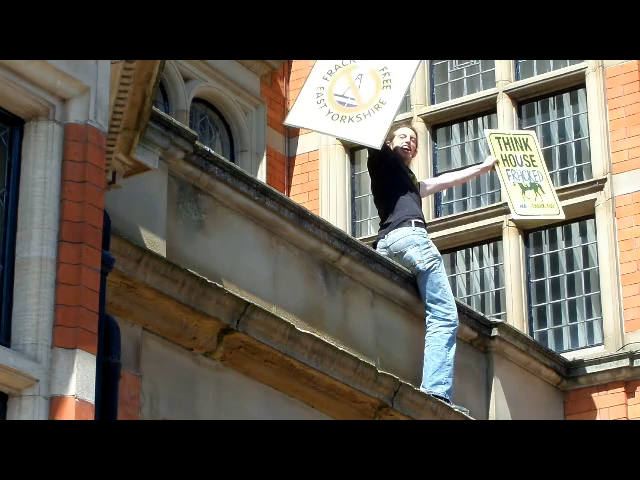 FRACK FREE
EAST YORKSHIRE
THINK
HOUSE
FRACKED